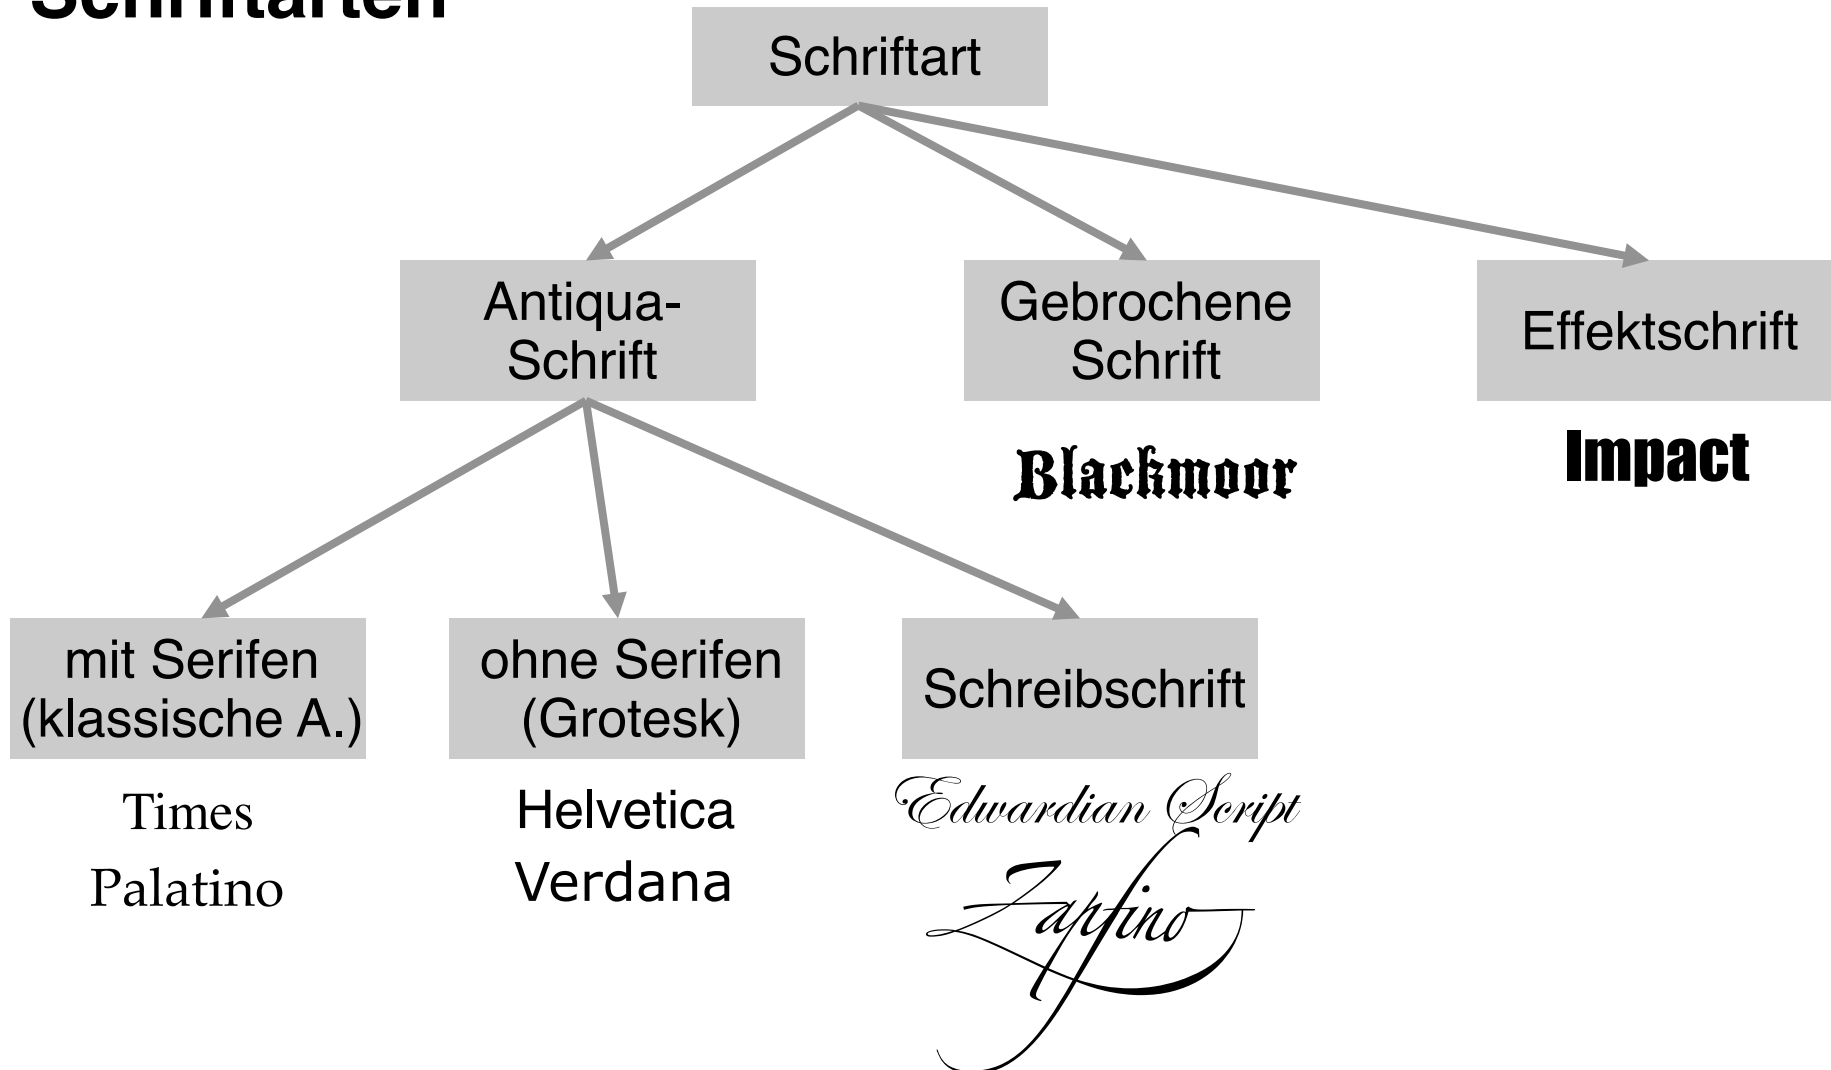 Schriftarten
Schriftart
Antiqua-
Schrift
Gebrochene
Schrift
Effektschrift
Blackmoor
Impact
mit Serifen
(klassische A.)
ohne Serifen
(Grotesk)
Schreibschrift
Times
Palatino
Helvetica
Verdana
Edwardian Script
Zapfino